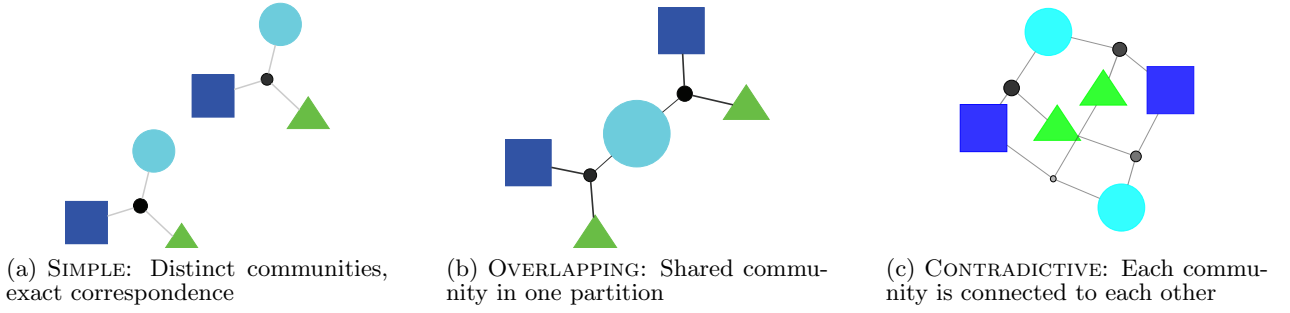 (a) SIMPLE: Distinct communities,
exact correspondence
(b) OVERLAPPING: Shared commu-
nity in one partition
(c) CONTRADICTIVE: Each commu-
nity is connected to each other